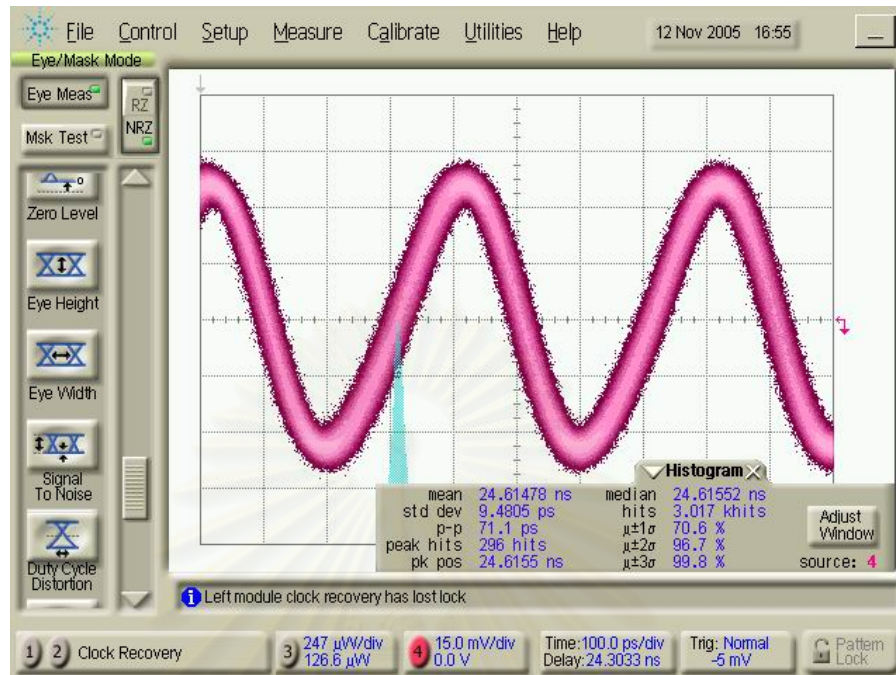 File Control Setup Measure Calibrate Utilities Help 12 Nov 2005 16:55
Eye/Mask Mode
Eye Meas
RZ
NRZ
Msk Test
Zero Level
Eye Height
Eye Width
Signal
To Noise
Duty Cycle
Distortion
Histogram
mean 24.61478 ns median 24.61552 ns
std dev 9.4805 ps hits 3.017 khits
p-p 71.1 ps μ±1σ 70.6 %
peak hits 296 hits μ±2σ 96.7 %
pk pos 24.6155 ns μ±3σ 99.8 %
Adjust
Window
source: 4
Left module clock recovery has lost lock
1 2 Clock Recovery
3 247 μW/div
126.6 μW
4 15.0 mV/div
0.0 V
Time:100.0 ps/div
Delay:24.3033 ns
Trig: Normal
-5 mV
Pattern
Lock